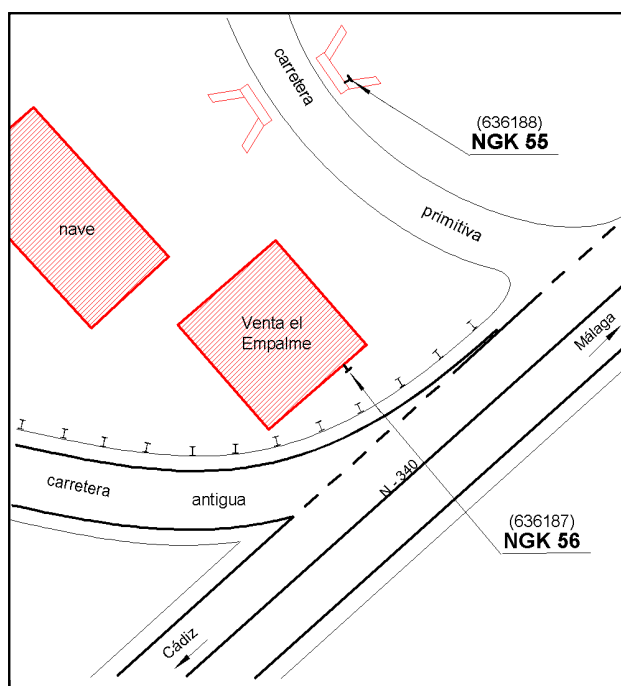 carretera
(636188)
NGK 55
primitiva
nave
Venta el
Empalme
Málaga
N - 340
carretera
antigua
(636187)
NGK 56
Cádiz